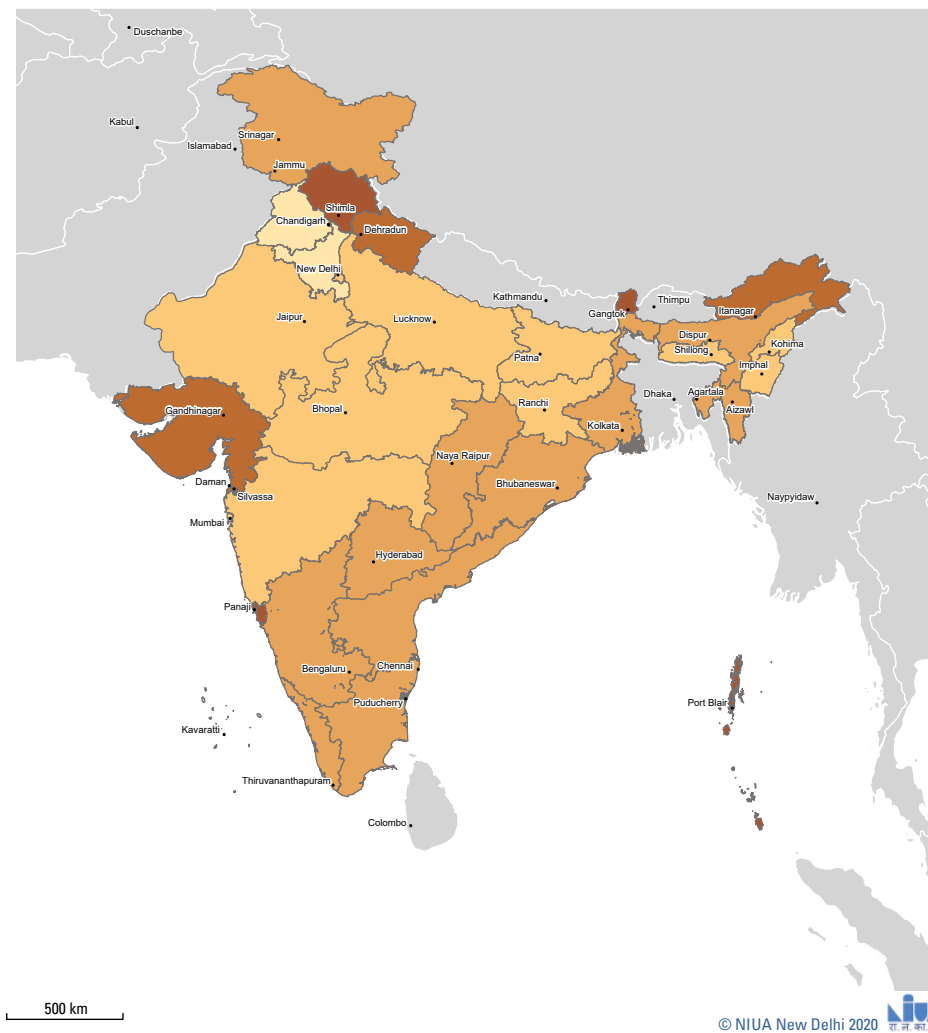 Duschanbe
Kabul
Srinagar
Islamabad
Jammu
Shimla
Chandigarh
Dehradun
New Delhi
Kathmandu
Thimpu
Gangtok
Itanagar
Jaipur
Lucknow
Dispur
Kohima
Shillong
Patna
Imphal
Dhaka
Agartala
Aizawl
Gandhinagar
Bhopal
Ranchi
Kolkata
Naya Raipur
Bhubaneswar
Daman
Silvassa
Naypyidaw
Mumbai
Hyderabad
Panaji
Bengaluru
Chennai
Puducherry
Port Blair
Kavaratti
Thiruvananthapuram
Colombo
500 km
© NIUA New Delhi 2020
NIU
रा.न.का.